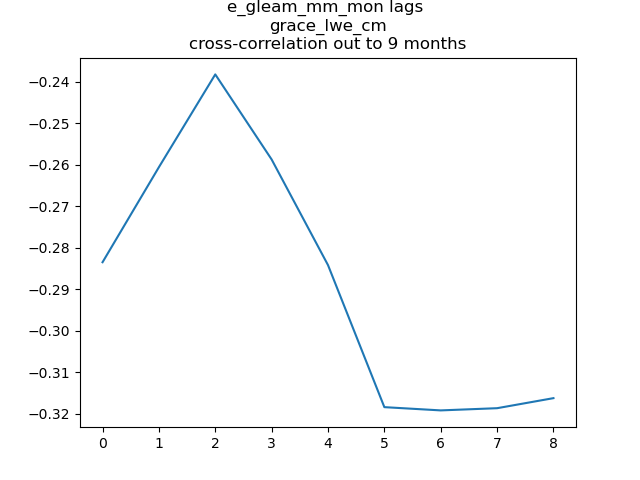 e_gleam_mm_mon lags
grace_lwe_cm
cross-correlation out to 9 months
−0.24
−0.25
−0.26
−0.27
−0.28
−0.29
−0.30
−0.31
−0.32
0 1 2 3 4 5 6 7 8